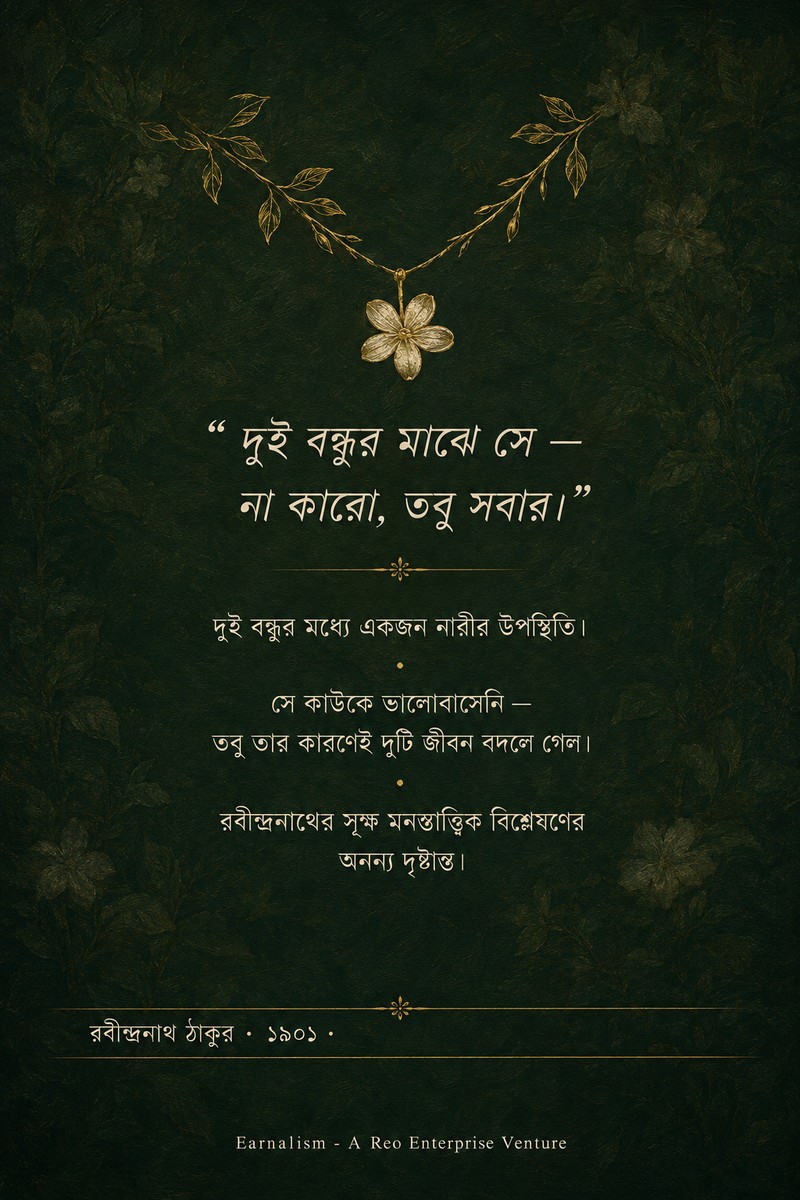 “ দুই বন্ধুর মাঝে সে —
না কারো, তবু সবার।”
দুই বন্ধুর মধ্যে একজন নারীর উপস্থিতি।
সে কাউকে ভালোবাসেনি —
তবু তার কারণেই দুটি জীবন বদলে গেল।
রবীন্দ্রনাথের সূক্ষ মনস্তাত্ত্বিক বিশ্লেষণের
অনন্য দৃষ্টান্ত।
রবীন্দ্রনাথ ঠাকুর · ১৯০১ ·
Earnalism - A Reo Enterprise Venture